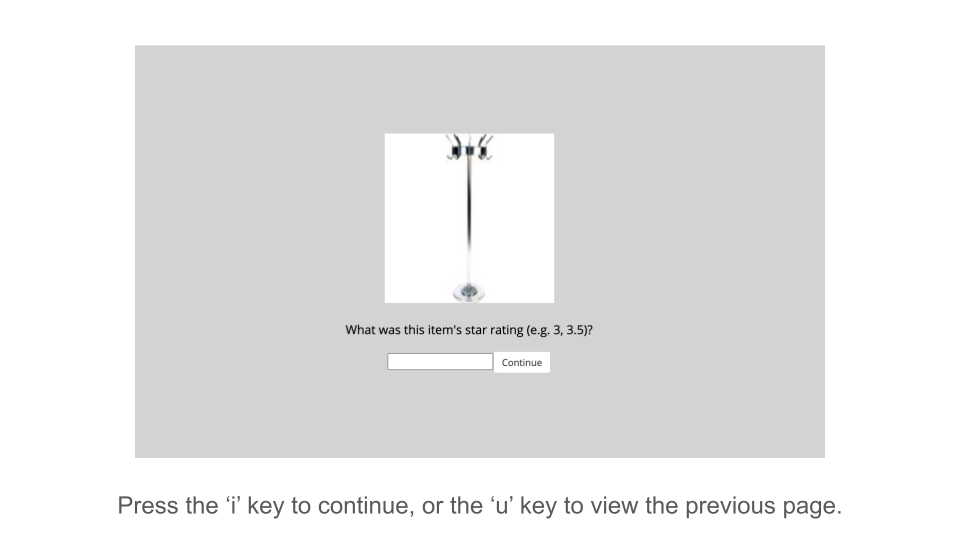 What was this item's star rating (e.g. 3, 3.5)?
Continue
Press the ‘i’ key to continue, or the ‘u’ key to view the previous page.